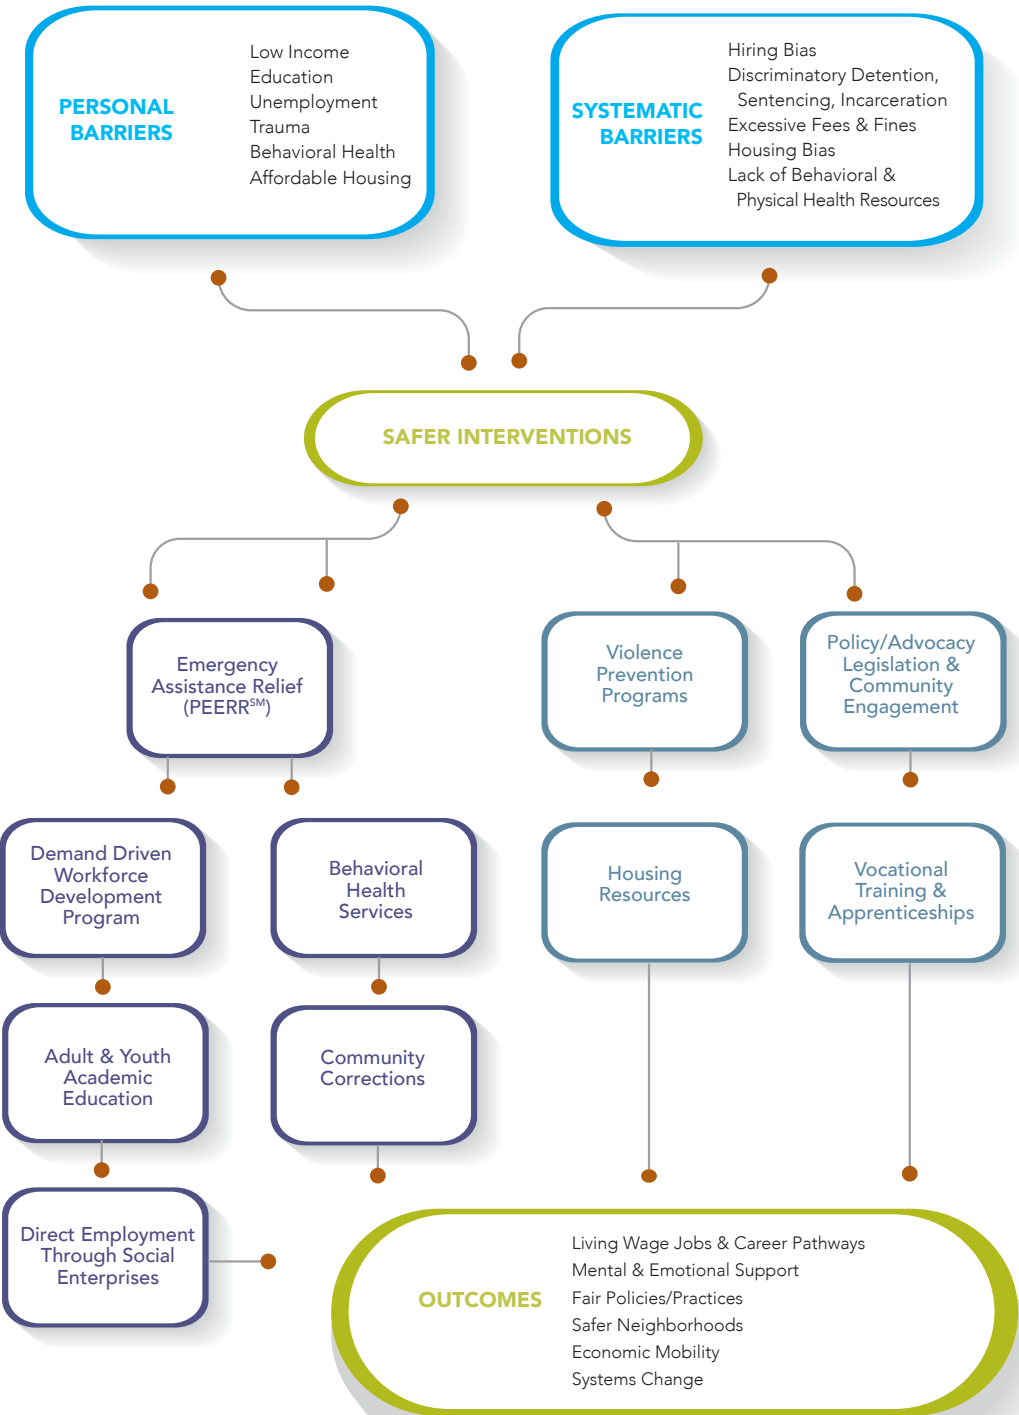 PERSONAL
BARRIERS
Low Income
Education
Unemployment
Trauma
Behavioral Health
Affordable Housing
SYSTEMATIC
BARRIERS
Hiring Bias
Discriminatory Detention,
Sentencing, Incarceration
Excessive Fees & Fines
Housing Bias
Lack of Behavioral &
Physical Health Resources
SAFER INTERVENTIONS
Emergency
Assistance Relief
(PEERR℠)
Violence
Prevention
Programs
Policy/Advocacy
Legislation &
Community
Engagement
Demand Driven
Workforce
Development
Program
Behavioral
Health
Services
Housing
Resources
Vocational
Training &
Apprenticeships
Adult & Youth
Academic
Education
Community
Corrections
Direct Employment
Through Social
Enterprises
OUTCOMES
Living Wage Jobs & Career Pathways
Mental & Emotional Support
Fair Policies/Practices
Safer Neighborhoods
Economic Mobility
Systems Change